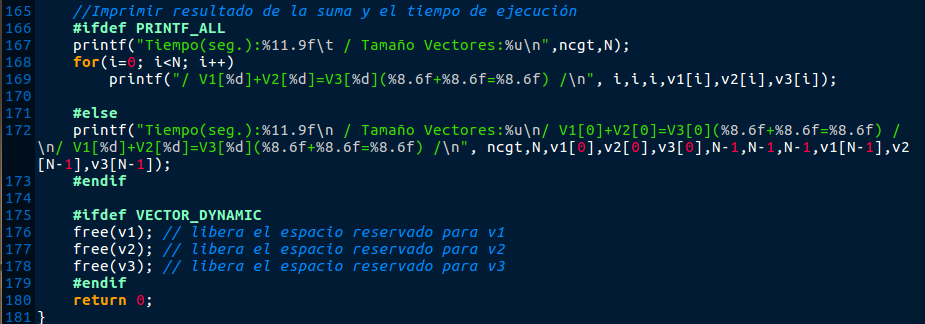 165 //Imprimir resultado de la suma y el tiempo de ejecución
166 #ifdef PRINTF_ALL
167 printf("Tiempo(seg.):%11.9f\t / Tamaño Vectores:%u\n",ncgt,N);
168 for(i=0; i<N; i++)
169 printf("/ V1[%d]+V2[%d]=V3[%d](%8.6f+%8.6f=%8.6f) /\n", i,i,i,v1[i],v2[i],v3[i]);
170
171 #else
172 printf("Tiempo(seg.):%11.9f\n / Tamaño Vectores:%u\n/ V1[0]+V2[0]=V3[0](%8.6f+%8.6f=%8.6f) /
\n/ V1[%d]+V2[%d]=V3[%d](%8.6f+%8.6f=%8.6f) /\n", ncgt,N,v1[0],v2[0],v3[0],N-1,N-1,N-1,v1[N-1],v2
[N-1],v3[N-1]);
173 #endif
174
175 #ifdef VECTOR_DYNAMIC
176 free(v1); // libera el espacio reservado para v1
177 free(v2); // libera el espacio reservado para v2
178 free(v3); // libera el espacio reservado para v3
179 #endif
180 return 0;
181 }